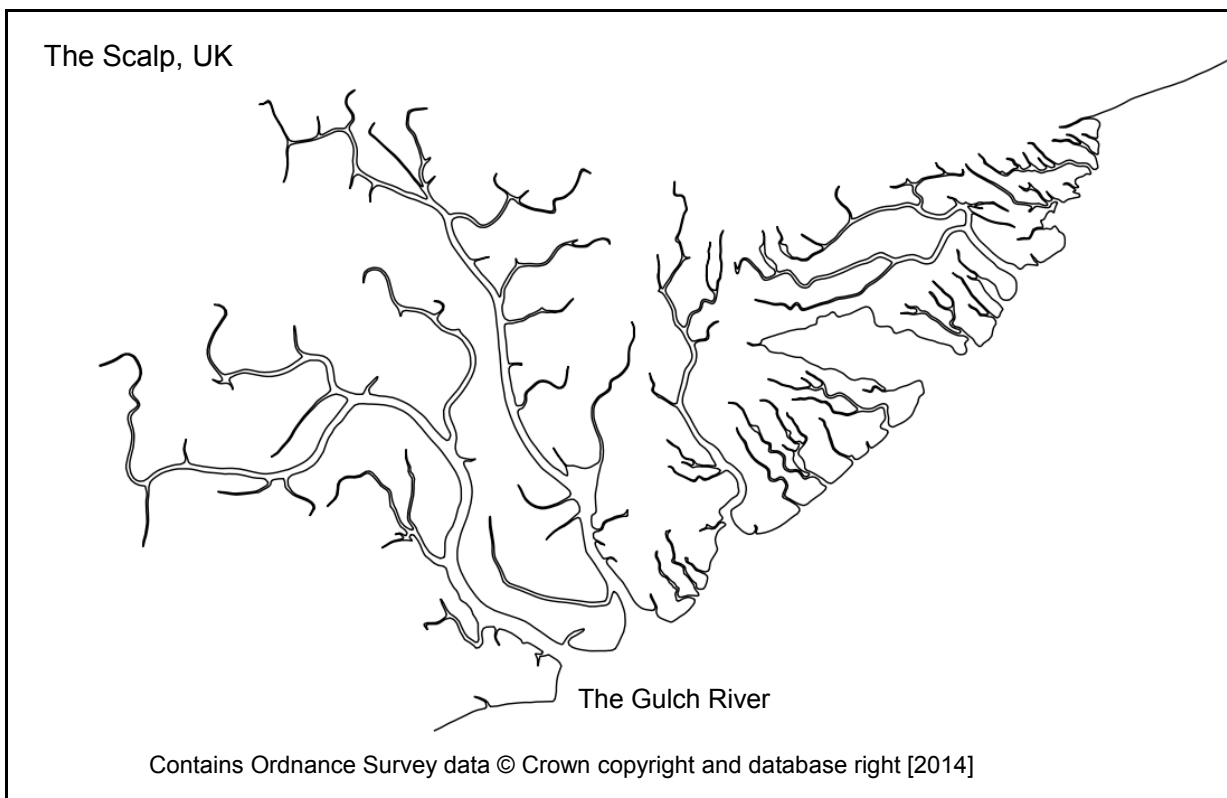 The Scalp, UK
The Gulch River
Contains Ordnance Survey data © Crown copyright and database right [2014]